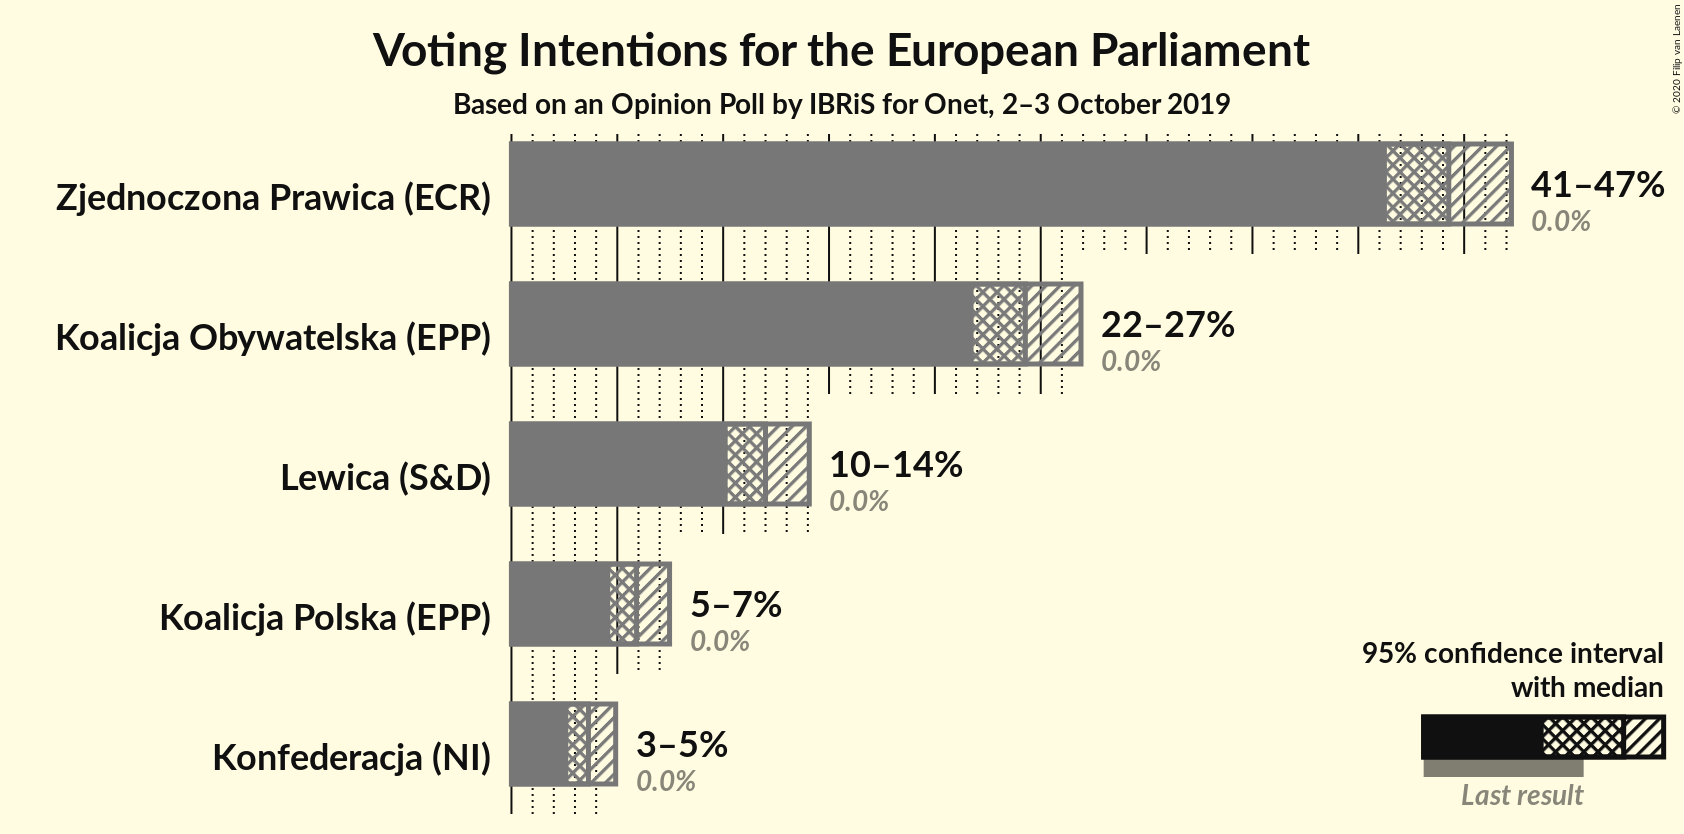 Voting Intentions for the European Parliament
Based on an Opinion Poll by IBRiS for Onet, 2–3 October 2019
© 2020 Filip van Laenen
Zjednoczona Prawica (ECR)
41–47%
0.0%
Koalicja Obywatelska (EPP)
22–27%
0.0%
Lewica (S&D)
10–14%
0.0%
Koalicja Polska (EPP)
5–7%
0.0%
Konfederacja (NI)
3–5%
0.0%
95% confidence interval
with median
Last result